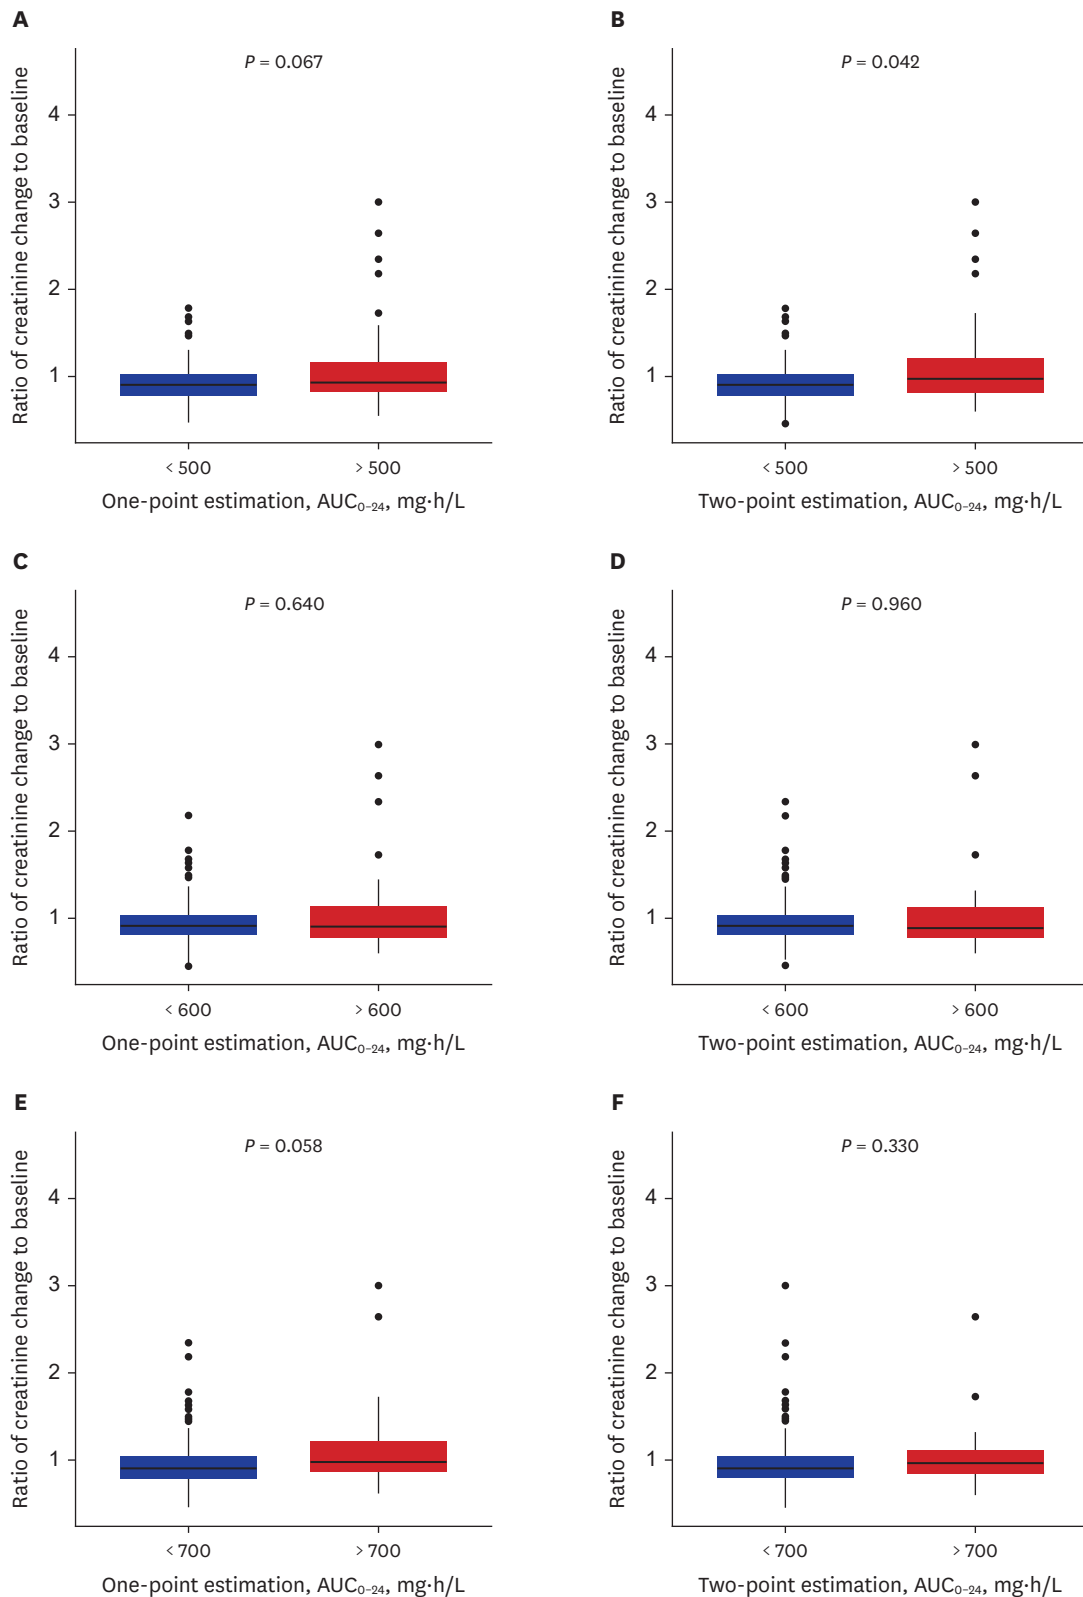 A
P = 0.067
Ratio of creatinine change to baseline
4
3
2
1
< 500
> 500
One-point estimation, AUC₀₋₂₄, mg·h/L
B
P = 0.042
Ratio of creatinine change to baseline
4
3
2
1
< 500
> 500
Two-point estimation, AUC₀₋₂₄, mg·h/L
C
P = 0.640
Ratio of creatinine change to baseline
4
3
2
1
< 600
> 600
One-point estimation, AUC₀₋₂₄, mg·h/L
D
P = 0.960
Ratio of creatinine change to baseline
4
3
2
1
< 600
> 600
Two-point estimation, AUC₀₋₂₄, mg·h/L
E
P = 0.058
Ratio of creatinine change to baseline
4
3
2
1
< 700
> 700
One-point estimation, AUC₀₋₂₄, mg·h/L
F
P = 0.330
Ratio of creatinine change to baseline
4
3
2
1
< 700
> 700
Two-point estimation, AUC₀₋₂₄, mg·h/L